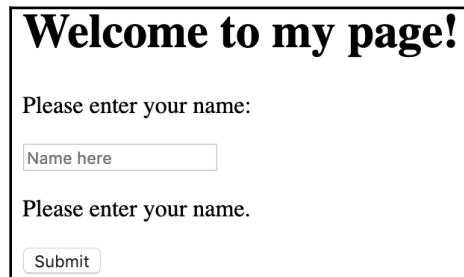 Welcome to my page!
Please enter your name:
Name here
Please enter your name.
Submit